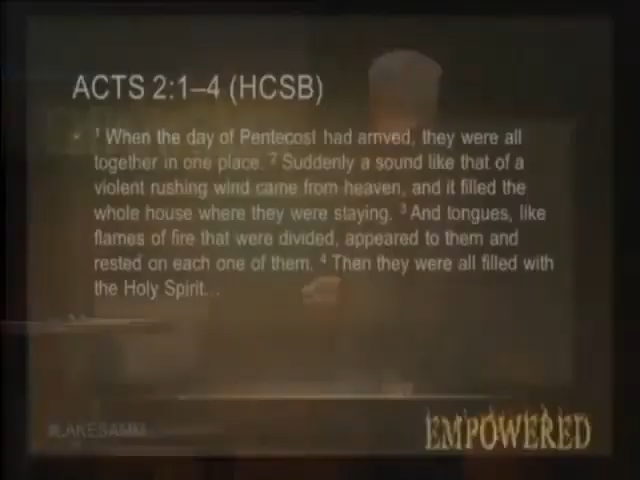 ACTS 2:1–4 (HCSB)
• ¹ When the day of Pentecost had arrived, they were all
together in one place. ² Suddenly a sound like that of a
violent rushing wind came from heaven, and it filled the
whole house where they were staying. ³ And tongues, like
flames of fire that were divided, appeared to them and
rested on each one of them. ⁴ Then they were all filled with
the Holy Spirit...
#LAKESAMM
EMPOWERED